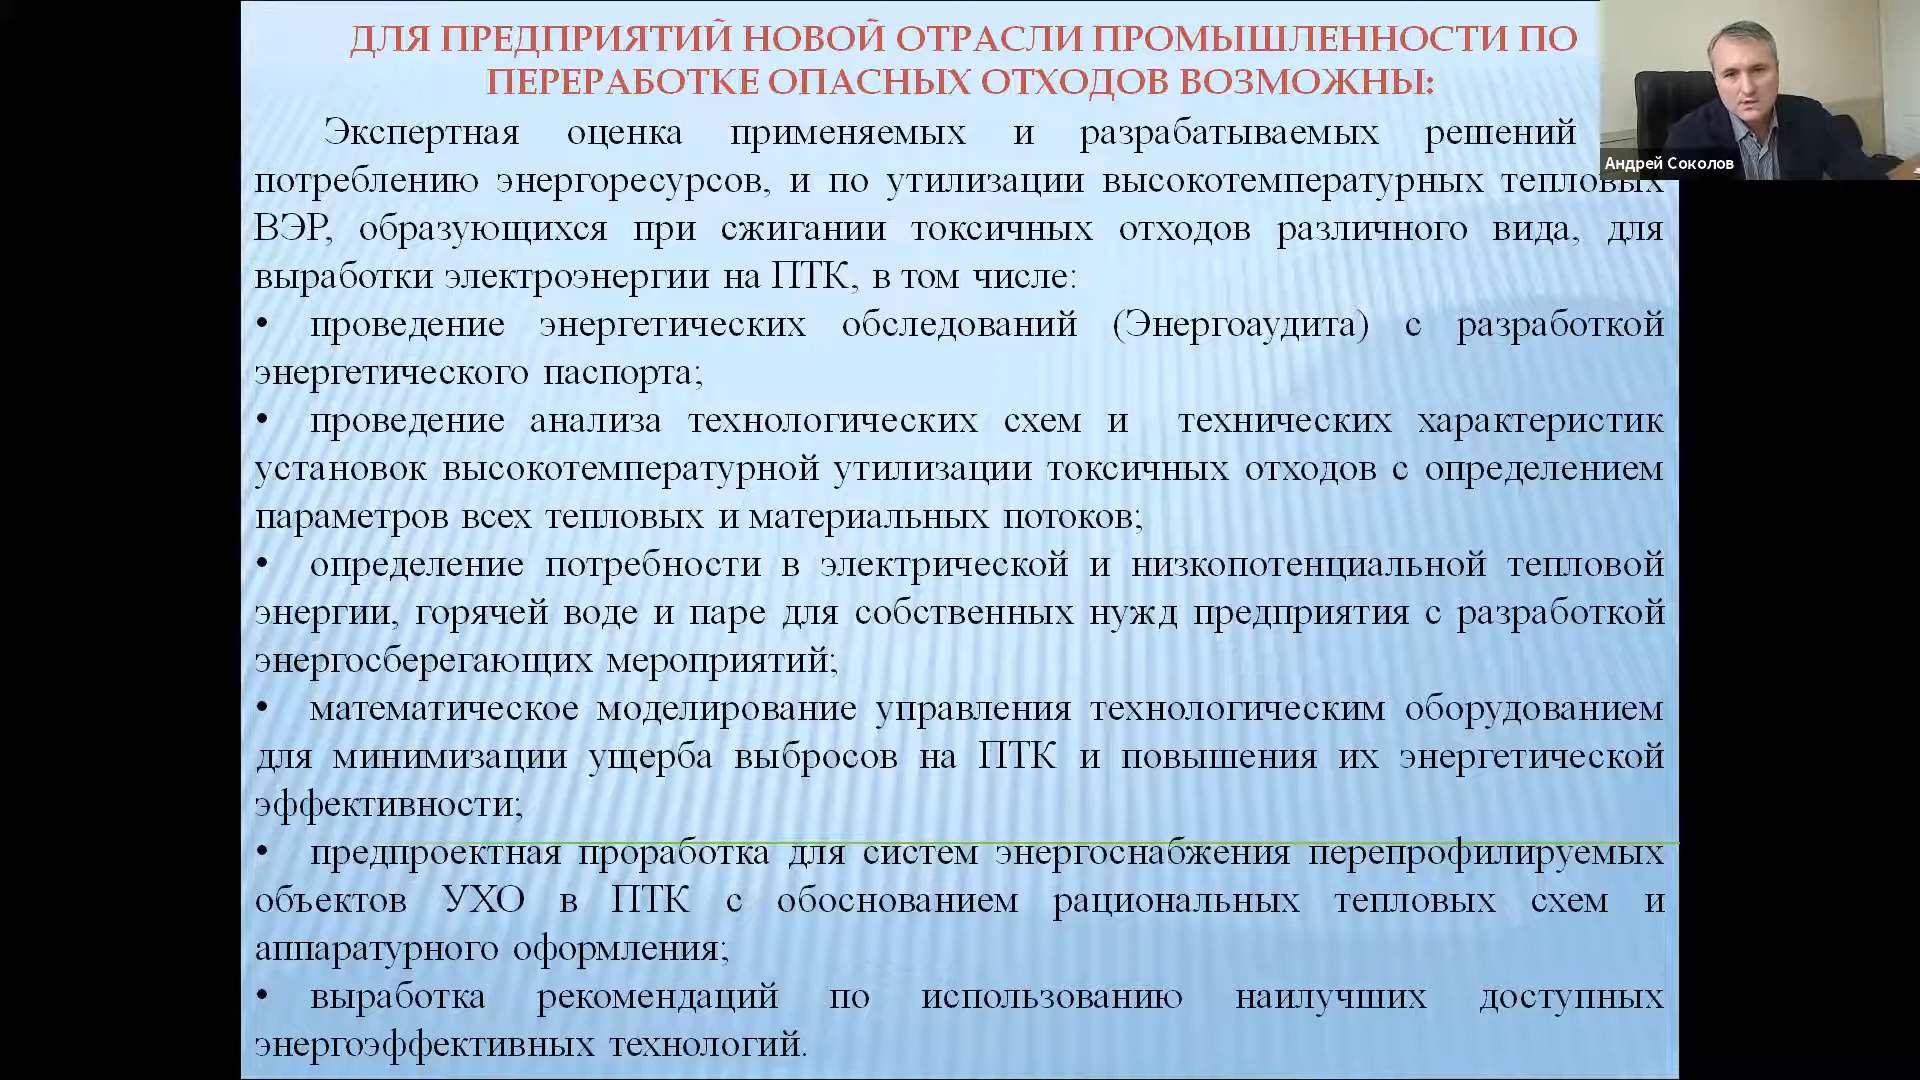 ДЛЯ ПРЕДПРИЯТИЙ НОВОЙ ОТРАСЛИ ПРОМЫШЛЕННОСТИ ПО
ПЕРЕРАБОТКЕ ОПАСНЫХ ОТХОДОВ ВОЗМОЖНЫ:
Экспертная оценка применяемых и разрабатываемых решений
потреблению энергоресурсов, и по утилизации высокотемпературных тепловых
ВЭР, образующихся при сжигании токсичных отходов различного вида, для
выработки электроэнергии на ПТК, в том числе:
• проведение энергетических обследований (Энергоаудита) с разработкой
энергетического паспорта;
• проведение анализа технологических схем и технических характеристик
установок высокотемпературной утилизации токсичных отходов с определением
параметров всех тепловых и материальных потоков;
• определение потребности в электрической и низкопотенциальной тепловой
энергии, горячей воде и паре для собственных нужд предприятия с разработкой
энергосберегающих мероприятий;
• математическое моделирование управления технологическим оборудованием
для минимизации ущерба выбросов на ПТК и повышения их энергетической
эффективности;
• предпроектная проработка для систем энергоснабжения перепрофилируемых
объектов УХО в ПТК с обоснованием рациональных тепловых схем и
аппаратурного оформления;
• выработка рекомендаций по использованию наилучших доступных
энергоэффективных технологий.
Андрей Соколов